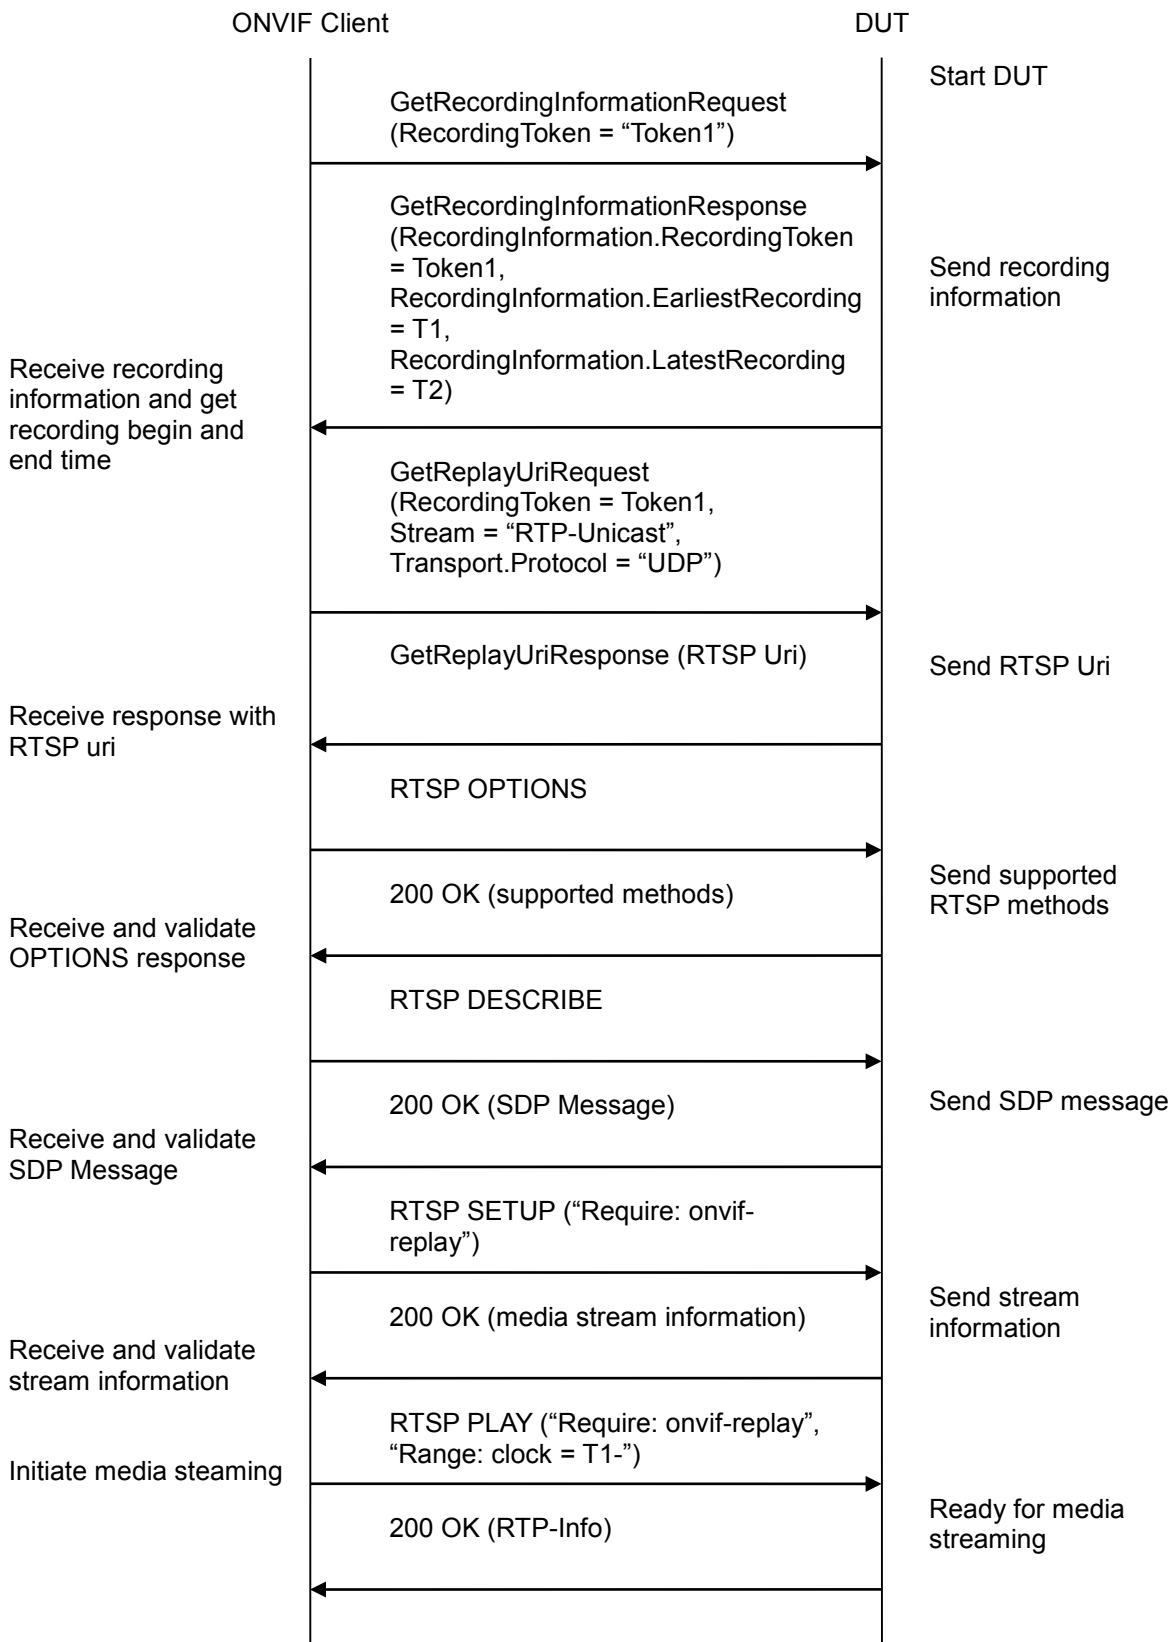 ONVIF Client
DUT
Start DUT
GetRecordingInformationRequest
(RecordingToken = “Token1”)
GetRecordingInformationResponse
(RecordingInformation.RecordingToken
= Token1,
RecordingInformation.EarliestRecording
= T1,
RecordingInformation.LatestRecording
= T2)
Send recording
information
Receive recording
information and get
recording begin and
end time
GetReplayUriRequest
(RecordingToken = Token1,
Stream = “RTP-Unicast”,
Transport.Protocol = “UDP”)
GetReplayUriResponse (RTSP Uri)
Send RTSP Uri
Receive response with
RTSP uri
RTSP OPTIONS
200 OK (supported methods)
Send supported
RTSP methods
Receive and validate
OPTIONS response
RTSP DESCRIBE
200 OK (SDP Message)
Send SDP message
Receive and validate
SDP Message
RTSP SETUP (“Require: onvif-
replay”)
200 OK (media stream information)
Send stream
information
Receive and validate
stream information
RTSP PLAY (“Require: onvif-replay”,
“Range: clock = T1-”)
Initiate media steaming
200 OK (RTP-Info)
Ready for media
streaming